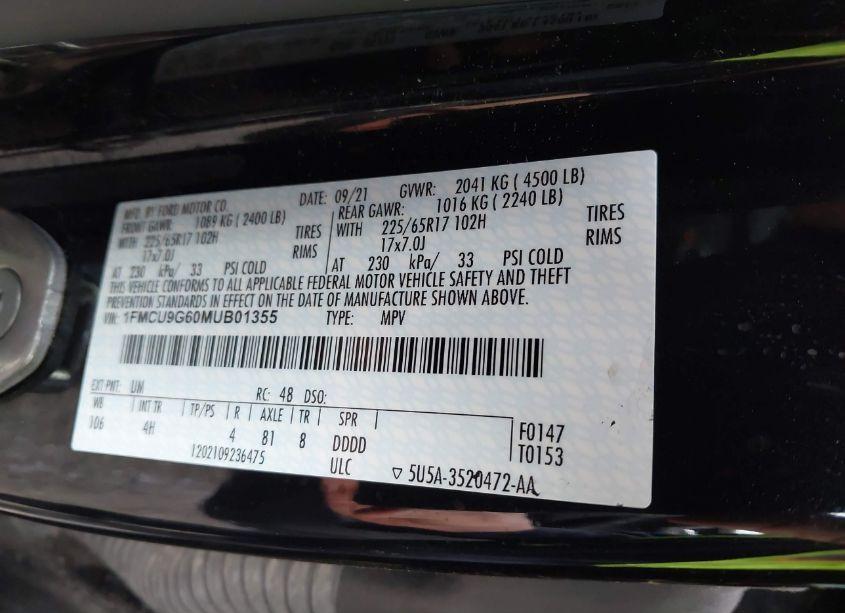 MFD. BY FORD MOTOR CO. DATE: 09/21 GVWR: 2041 KG ( 4500 LB)
FRONT GAWR: 1089 KG ( 2400 LB) REAR GAWR: 1016 KG ( 2240 LB)
WITH 225/65R17 102H TIRES WITH 225/65R17 102H TIRES
17x7.0J RIMS 17x7.0J RIMS
AT 230 kPa/ 33 PSI COLD AT 230 kPa/ 33 PSI COLD
THIS VEHICLE CONFORMS TO ALL APPLICABLE FEDERAL MOTOR VEHICLE SAFETY AND THEFT
PREVENTION STANDARDS IN EFFECT ON THE DATE OF MANUFACTURE SHOWN ABOVE.
VIN: 1FMCU9G60MUB01355 TYPE: MPV
EXT PNT: UM RC: 48 DSO:
WB INT TR TP/PS R AXLE TR SPR
106 4H 4 81 8 DDDD F0147
1202109236475 ULC T0153
▽ 5U5A-3520472-AA